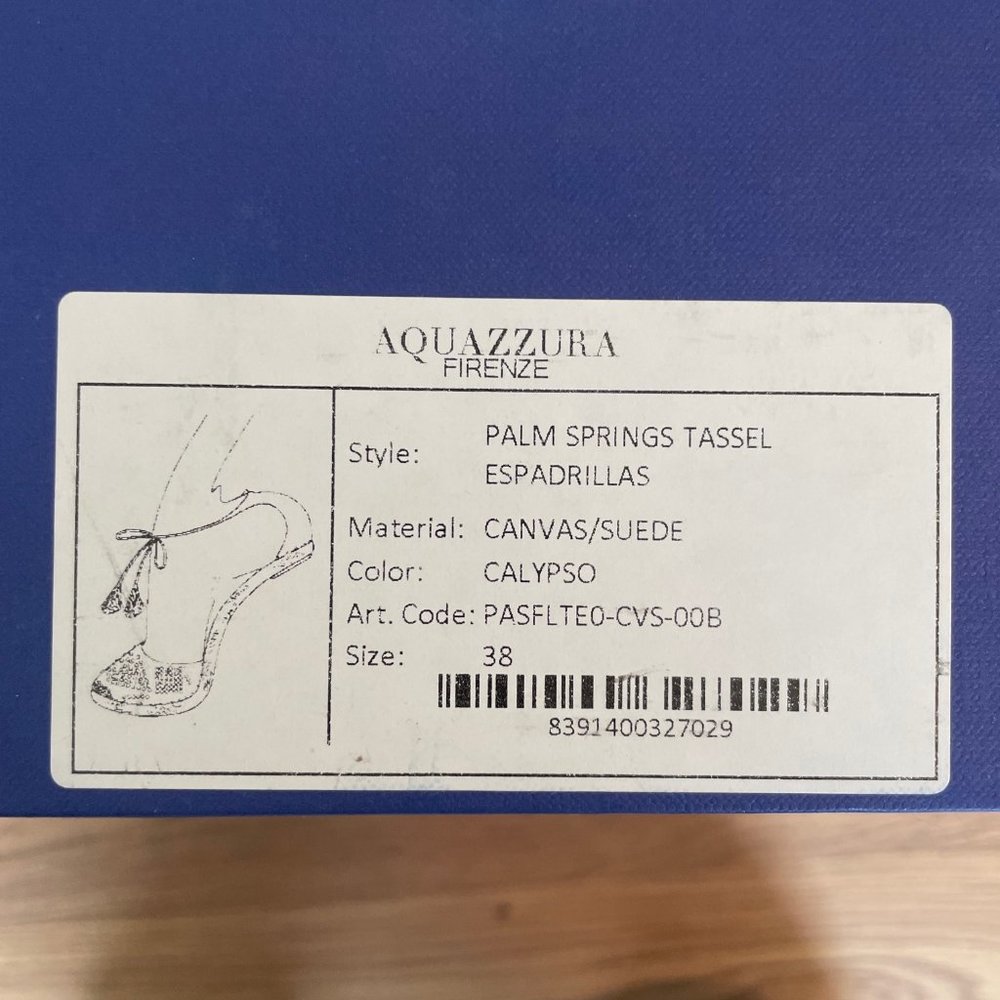 AQUAZZURA
FIRENZE
Style: PALM SPRINGS TASSEL
ESPADRILLAS
Material: CANVAS/SUEDE
Color: CALYPSO
Art. Code: PASFLTE0-CVS-00B
Size: 38
8391400327029